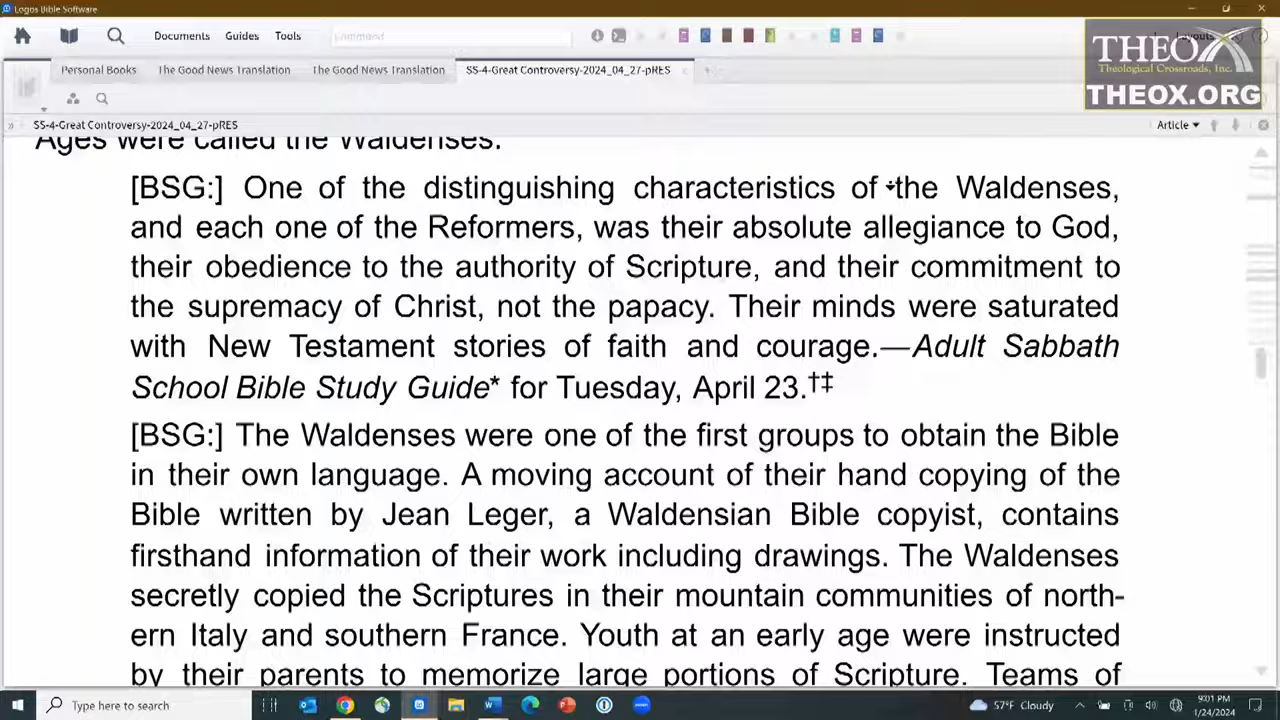 Logos Bible Software
Documents Guides Tools Command Layouts
THEOX
Theological Crossroads, Inc.
THEOX.ORG
Personal Books The Good News Translation The Good News Transla SS-4-Great Controversy-2024_04_27-pRES
SS-4-Great Controversy-2024_04_27-pRES Article
Ages were called the Waldenses.
[BSG:] One of the distinguishing characteristics of the Waldenses,
and each one of the Reformers, was their absolute allegiance to God,
their obedience to the authority of Scripture, and their commitment to
the supremacy of Christ, not the papacy. Their minds were saturated
with New Testament stories of faith and courage.—Adult Sabbath
School Bible Study Guide* for Tuesday, April 23.†‡
[BSG:] The Waldenses were one of the first groups to obtain the Bible
in their own language. A moving account of their hand copying of the
Bible written by Jean Leger, a Waldensian Bible copyist, contains
firsthand information of their work including drawings. The Waldenses
secretly copied the Scriptures in their mountain communities of north-
ern Italy and southern France. Youth at an early age were instructed
by their parents to memorize large portions of Scripture. Teams of
Type here to search 57°F Cloudy 9:01 PM
1/24/2024